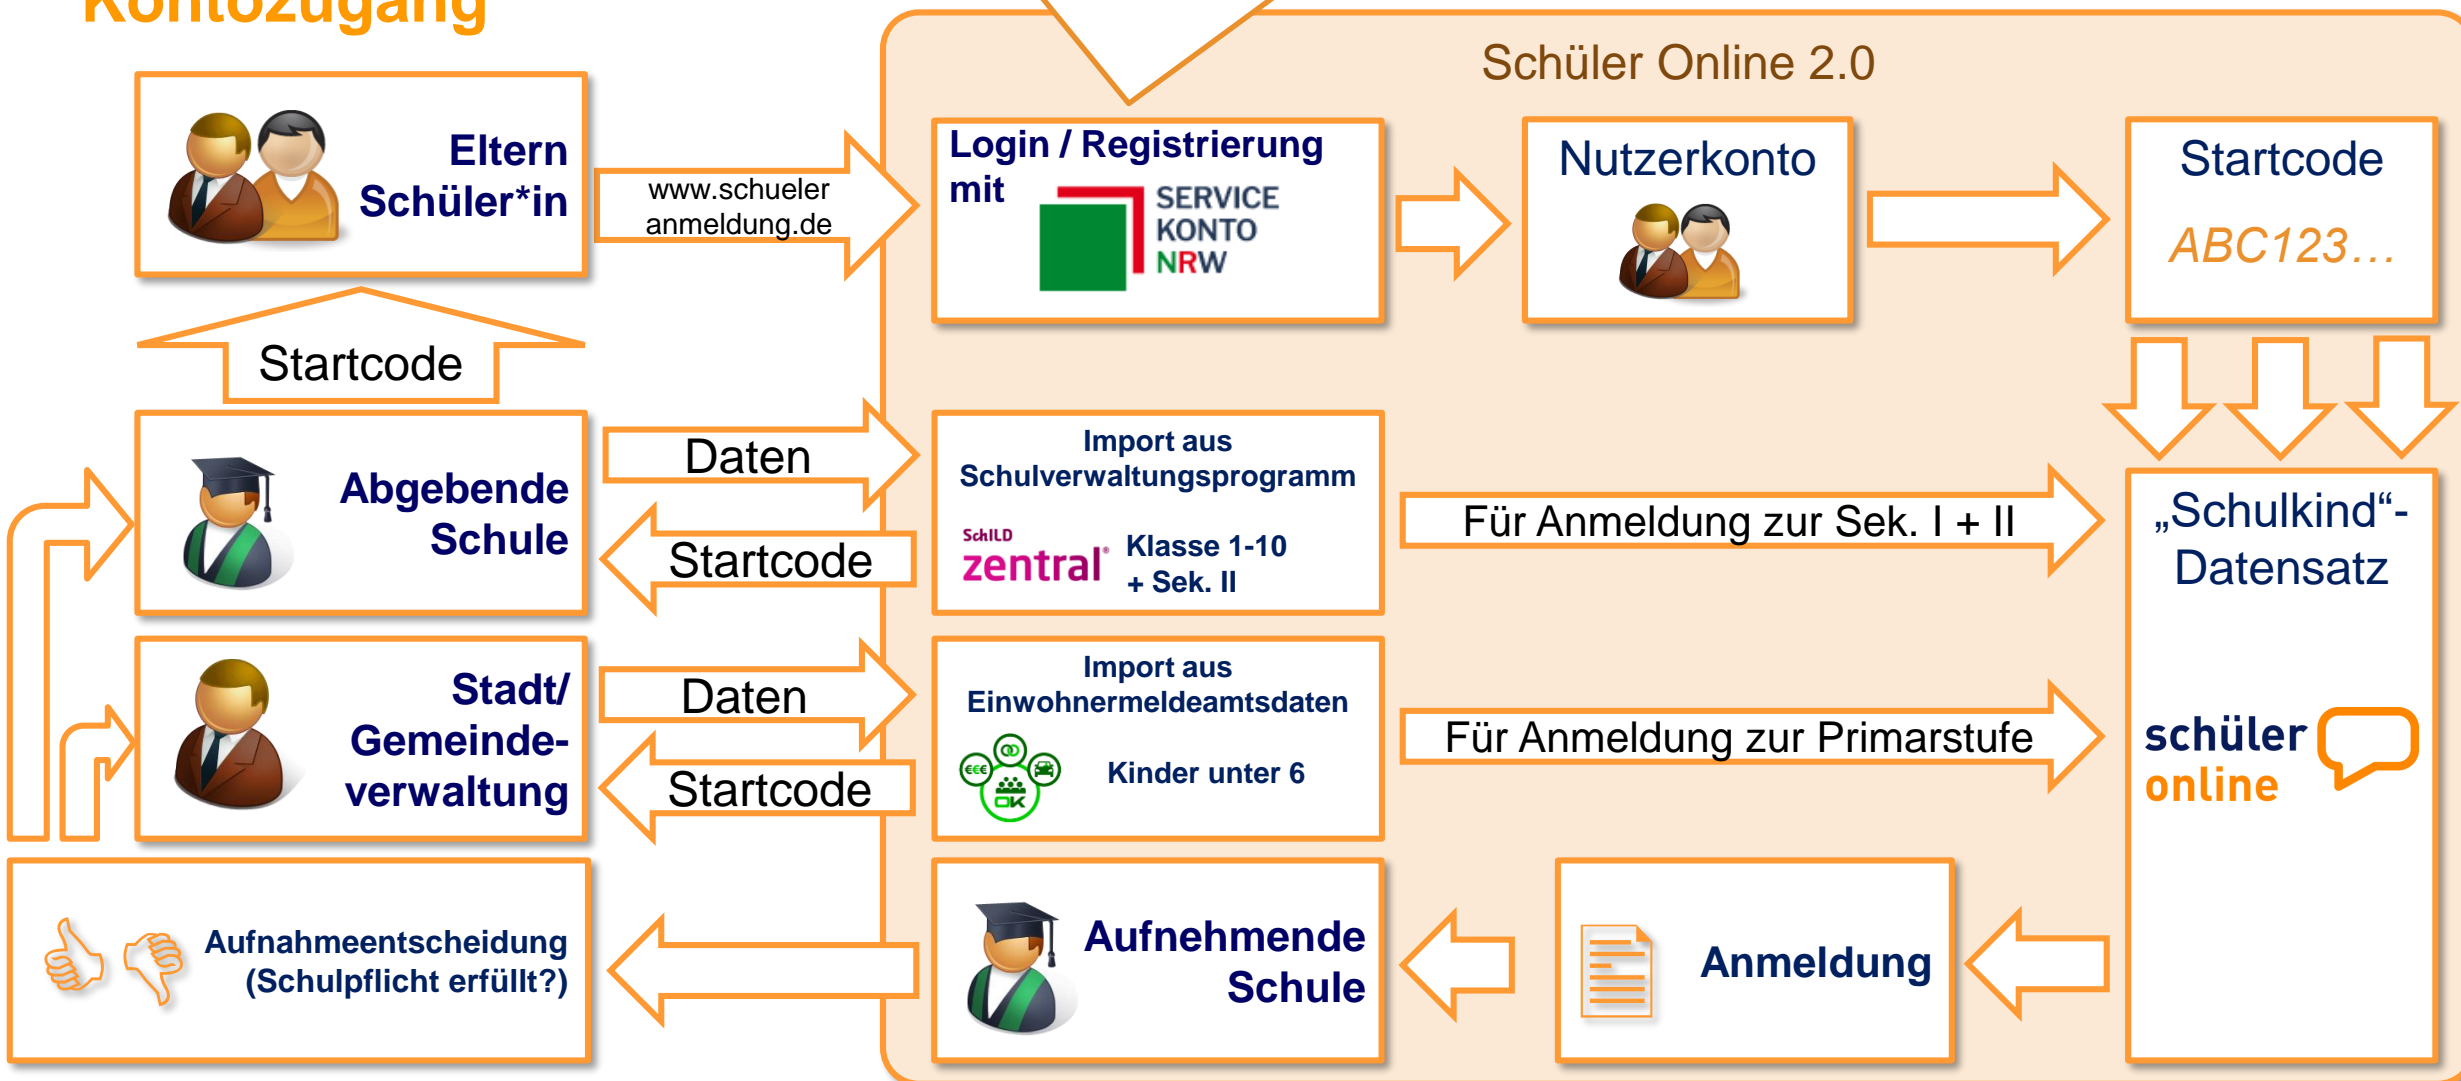 Kontozugang
Schüler Online 2.0
Eltern
Schüler*in
www.schueler
anmeldung.de
Login / Registrierung
mit
SERVICE
KONTO
NRW
Nutzerkonto
Startcode
ABC123…
Startcode
Abgebende
Schule
Daten
Startcode
Import aus
Schulverwaltungsprogramm
SchILD
zentral®
Klasse 1-10
+ Sek. II
Für Anmeldung zur Sek. I + II
„Schulkind“-
Datensatz
Stadt/
Gemeinde-
verwaltung
Daten
Startcode
Import aus
Einwohnermeldeamtsdaten
€€€
OK
Kinder unter 6
Für Anmeldung zur Primarstufe
schüler
online
Aufnahmeentscheidung
(Schulpflicht erfüllt?)
Aufnehmende
Schule
Anmeldung